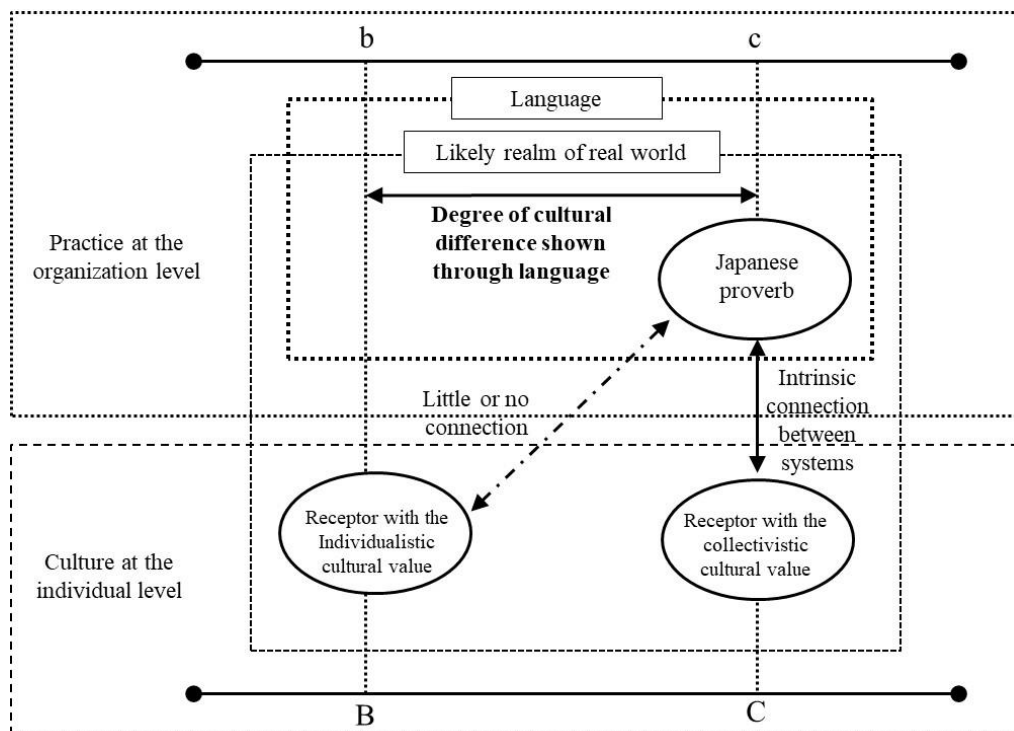 b
c
Language
Likely realm of real world
Degree of cultural
difference shown
through language
Practice at the
organization level
Japanese
proverb
Little or no
connection
Intrinsic
connection
between
systems
Receptor with the
Individualistic
cultural value
Receptor with the
collectivistic
cultural value
Culture at the
individual level
B
C